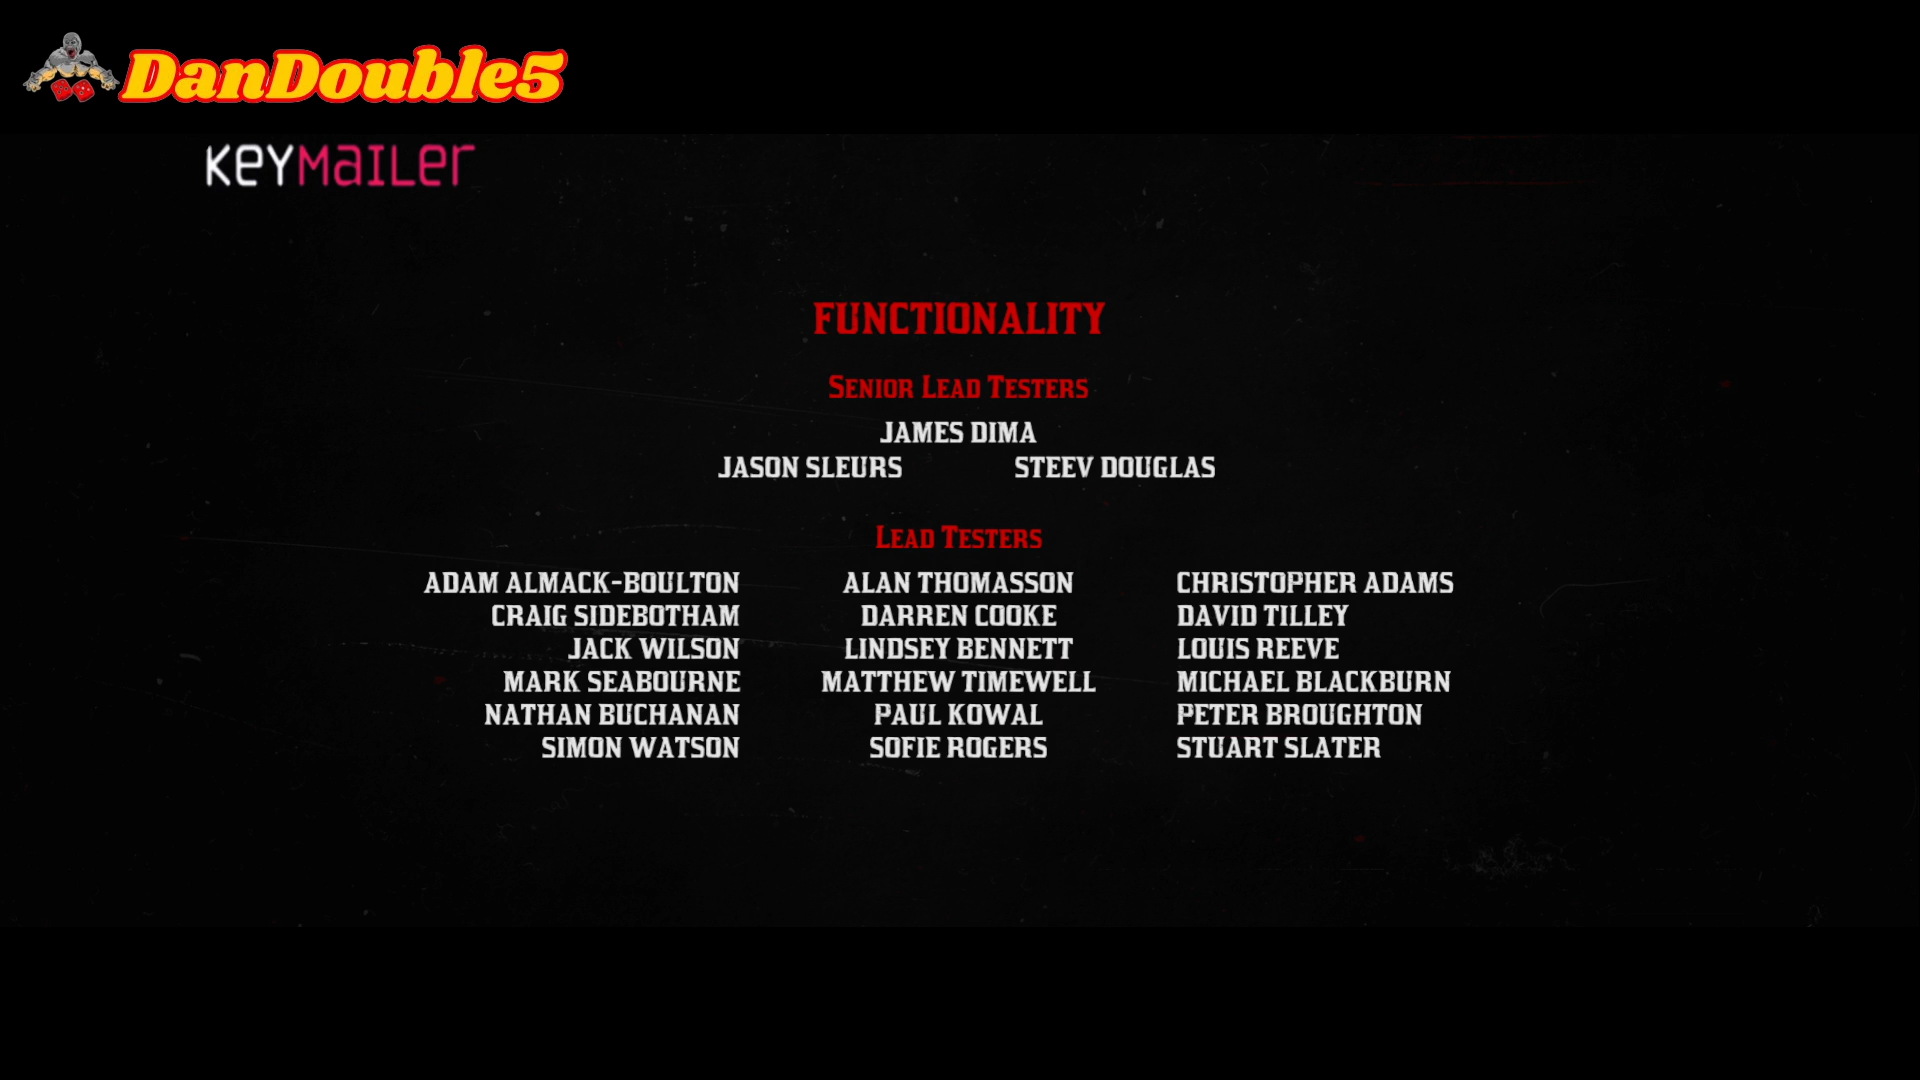 DanDouble5
KEYMAILER
FUNCTIONALITY
SENIOR LEAD TESTERS
JAMES DIMA
JASON SLEURS STEEV DOUGLAS
LEAD TESTERS
ADAM ALMACK-BOULTON ALAN THOMASSON CHRISTOPHER ADAMS
CRAIG SIDEBOTHAM DARREN COOKE DAVID TILLEY
JACK WILSON LINDSEY BENNETT LOUIS REEVE
MARK SEABOURNE MATTHEW TIMEWELL MICHAEL BLACKBURN
NATHAN BUCHANAN PAUL KOWAL PETER BROUGHTON
SIMON WATSON SOFIE ROGERS STUART SLATER